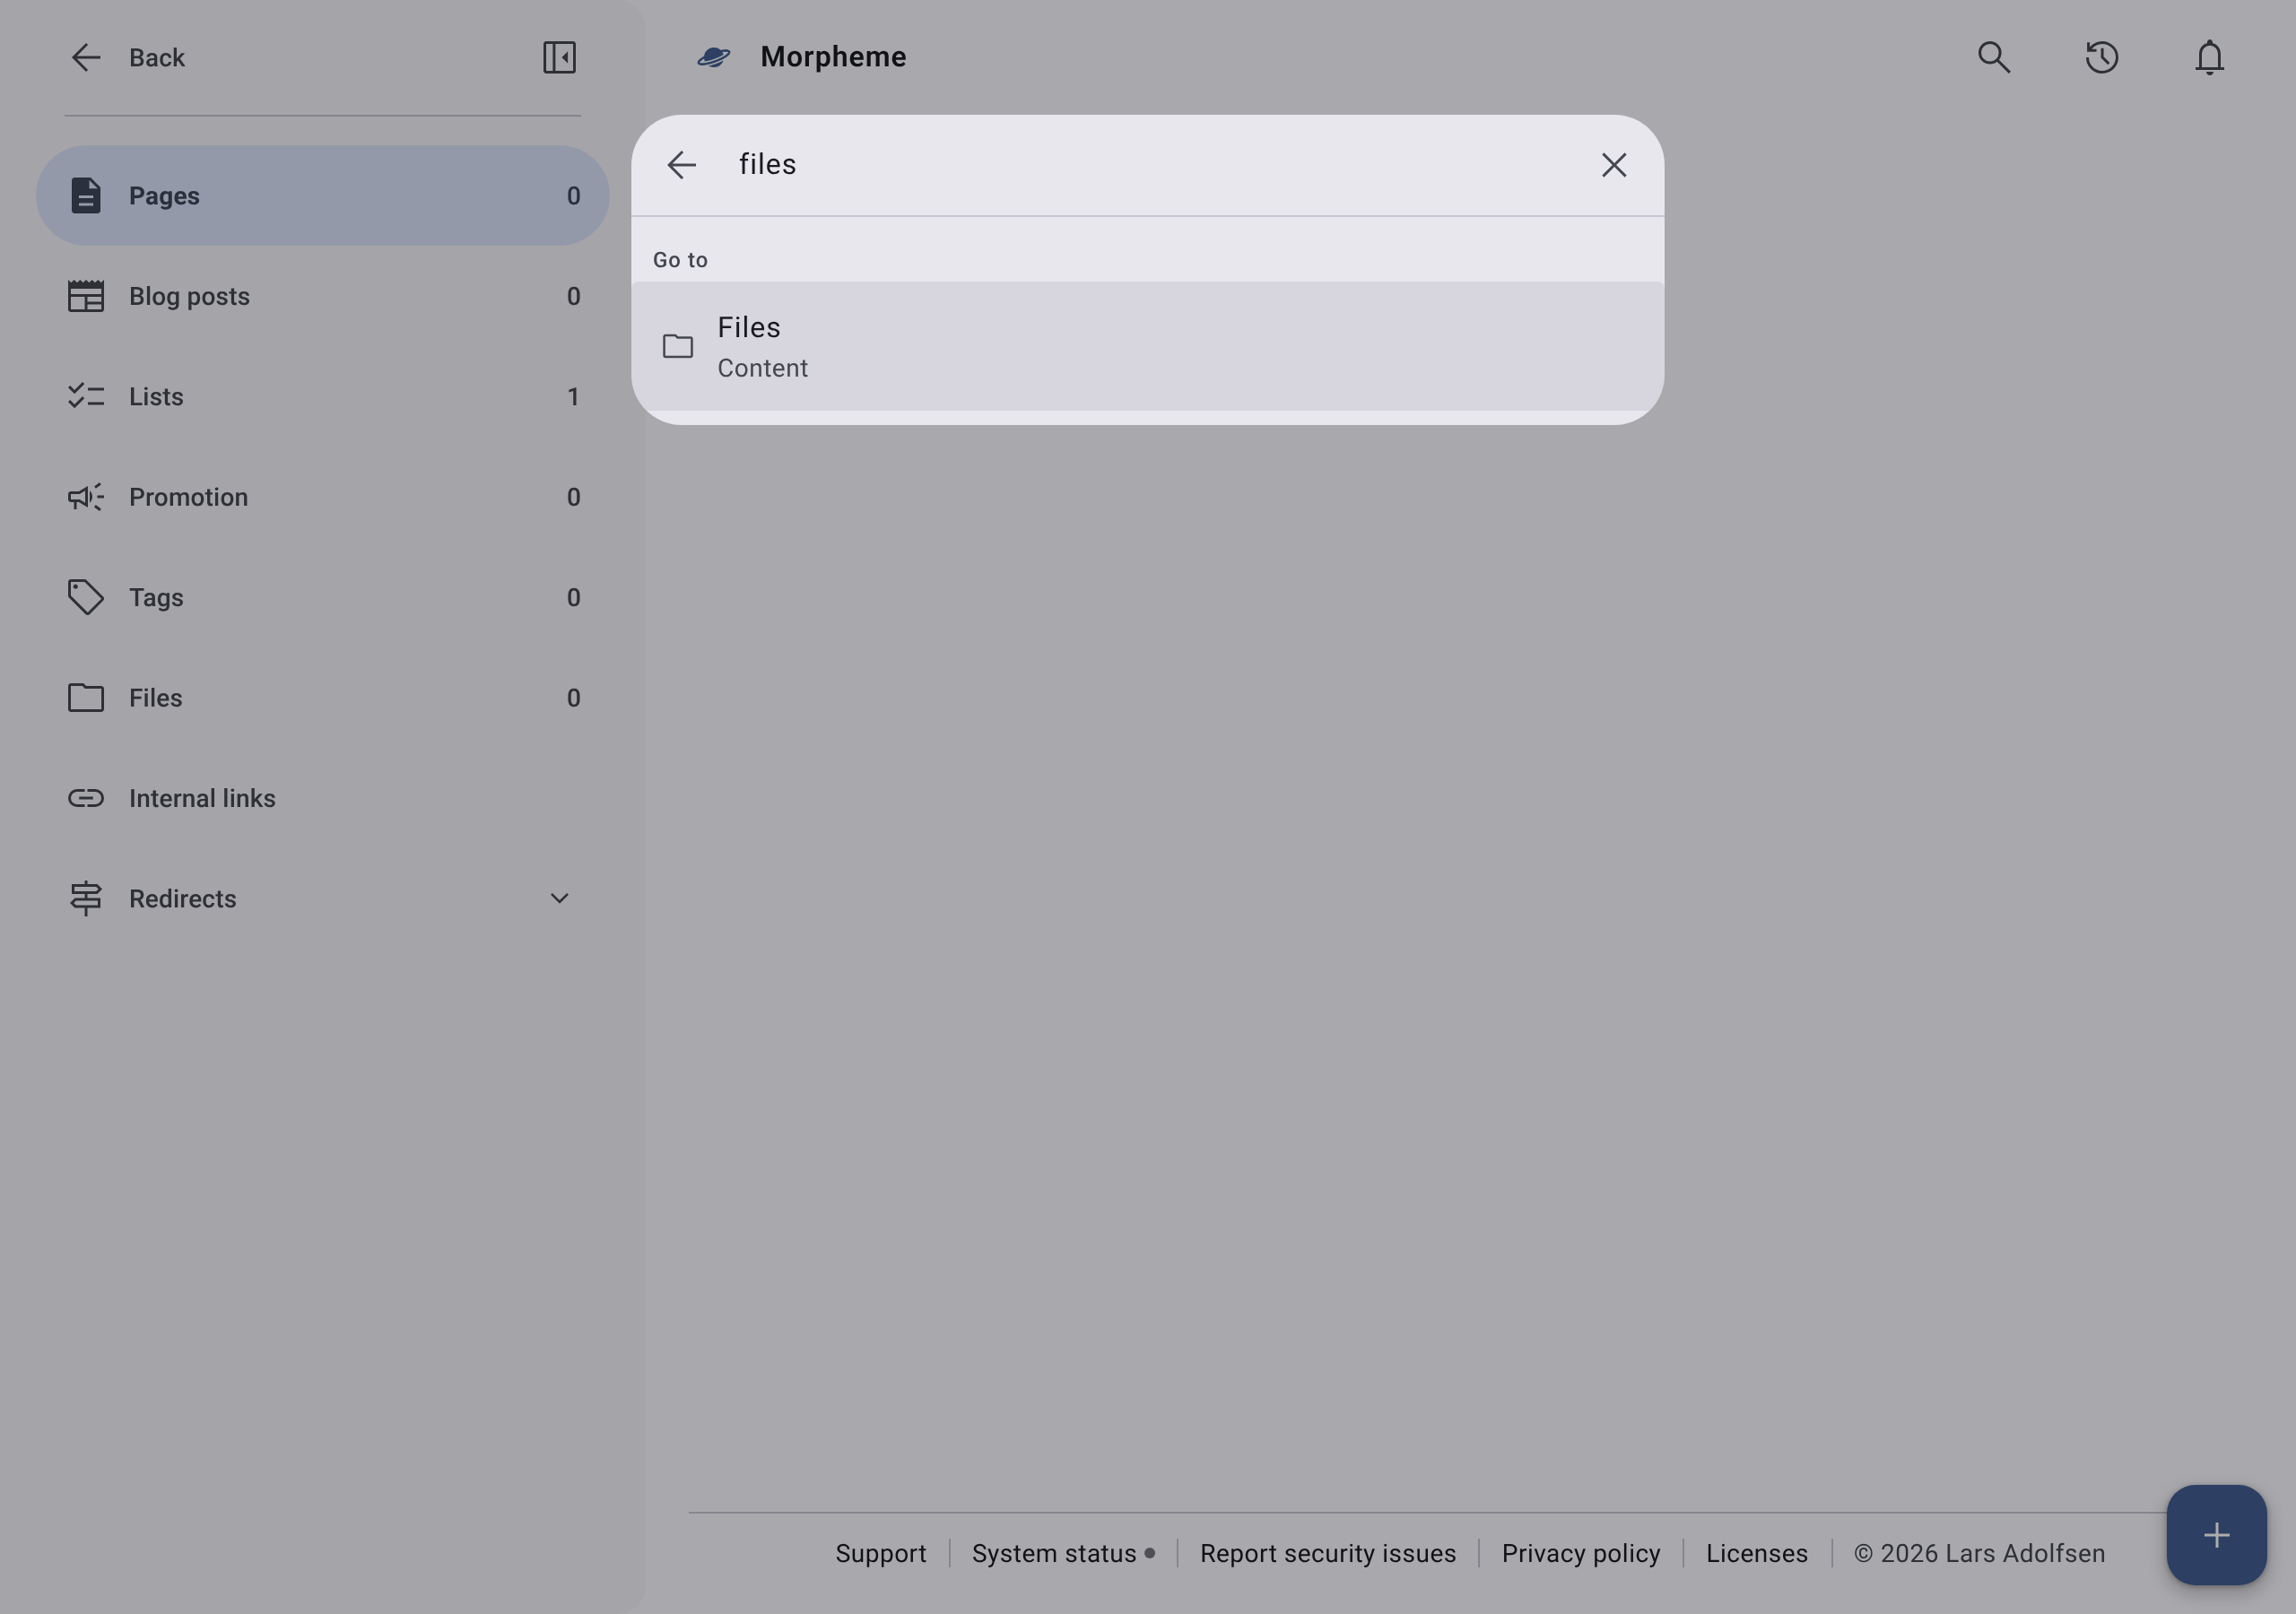 Back
Morpheme
files
Go to
Files
Content
Pages 0
Blog posts 0
Lists 1
Promotion 0
Tags 0
Files 0
Internal links
Redirects
Support
System status
Report security issues
Privacy policy
Licenses
© 2026 Lars Adolfsen